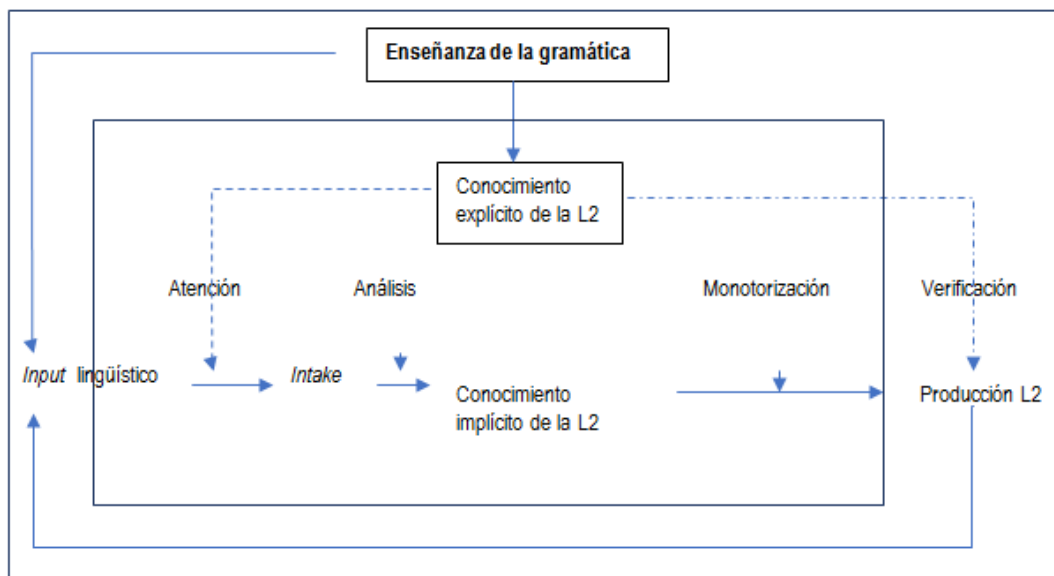 Enseñanza de la gramática
Conocimiento
explícito de la L2
Atención
Análisis
Monotorización
Verificación
Input lingüístico
Intake
Conocimiento
implícito de la L2
Producción L2